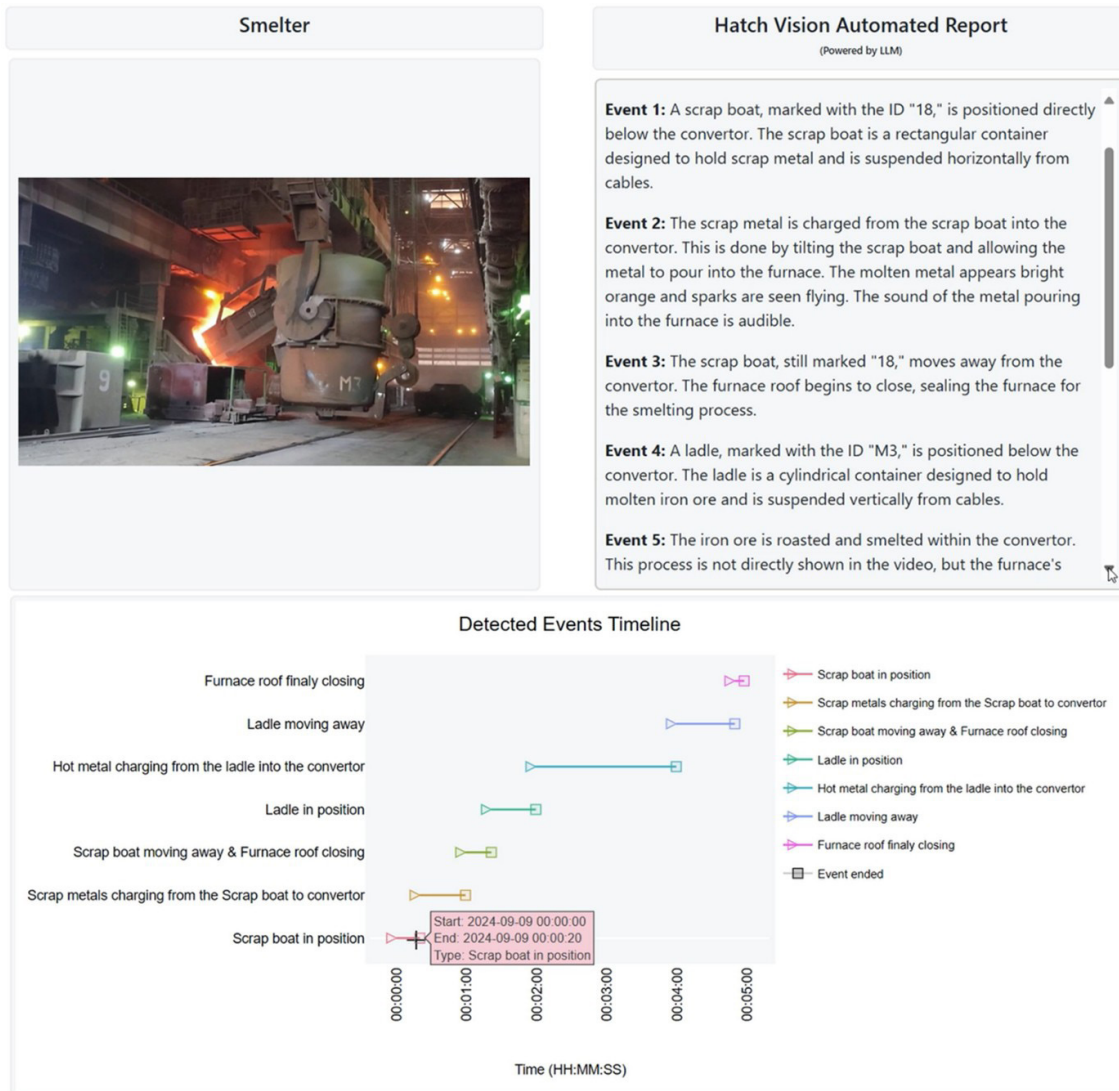 Smelter
9
M3
Hatch Vision Automated Report
(Powered by LLM)
Event 1: A scrap boat, marked with the ID "18," is positioned directly
below the convertor. The scrap boat is a rectangular container
designed to hold scrap metal and is suspended horizontally from
cables.
Event 2: The scrap metal is charged from the scrap boat into the
convertor. This is done by tilting the scrap boat and allowing the
metal to pour into the furnace. The molten metal appears bright
orange and sparks are seen flying. The sound of the metal pouring
into the furnace is audible.
Event 3: The scrap boat, still marked "18," moves away from the
convertor. The furnace roof begins to close, sealing the furnace for
the smelting process.
Event 4: A ladle, marked with the ID "M3," is positioned below the
convertor. The ladle is a cylindrical container designed to hold
molten iron ore and is suspended vertically from cables.
Event 5: The iron ore is roasted and smelted within the convertor.
This process is not directly shown in the video, but the furnace's
Detected Events Timeline
Furnace roof finaly closing
Ladle moving away
Hot metal charging from the ladle into the convertor
Ladle in position
Scrap boat moving away & Furnace roof closing
Scrap metals charging from the Scrap boat to convertor
Scrap boat in position
Start: 2024-09-09 00:00:00
End: 2024-09-09 00:00:20
Type: Scrap boat in position
00:00:00
00:01:00
00:02:00
00:03:00
00:04:00
00:05:00
Time (HH:MM:SS)
Scrap boat in position
Scrap metals charging from the Scrap boat to convertor
Scrap boat moving away & Furnace roof closing
Ladle in position
Hot metal charging from the ladle into the convertor
Ladle moving away
Furnace roof finaly closing
Event ended